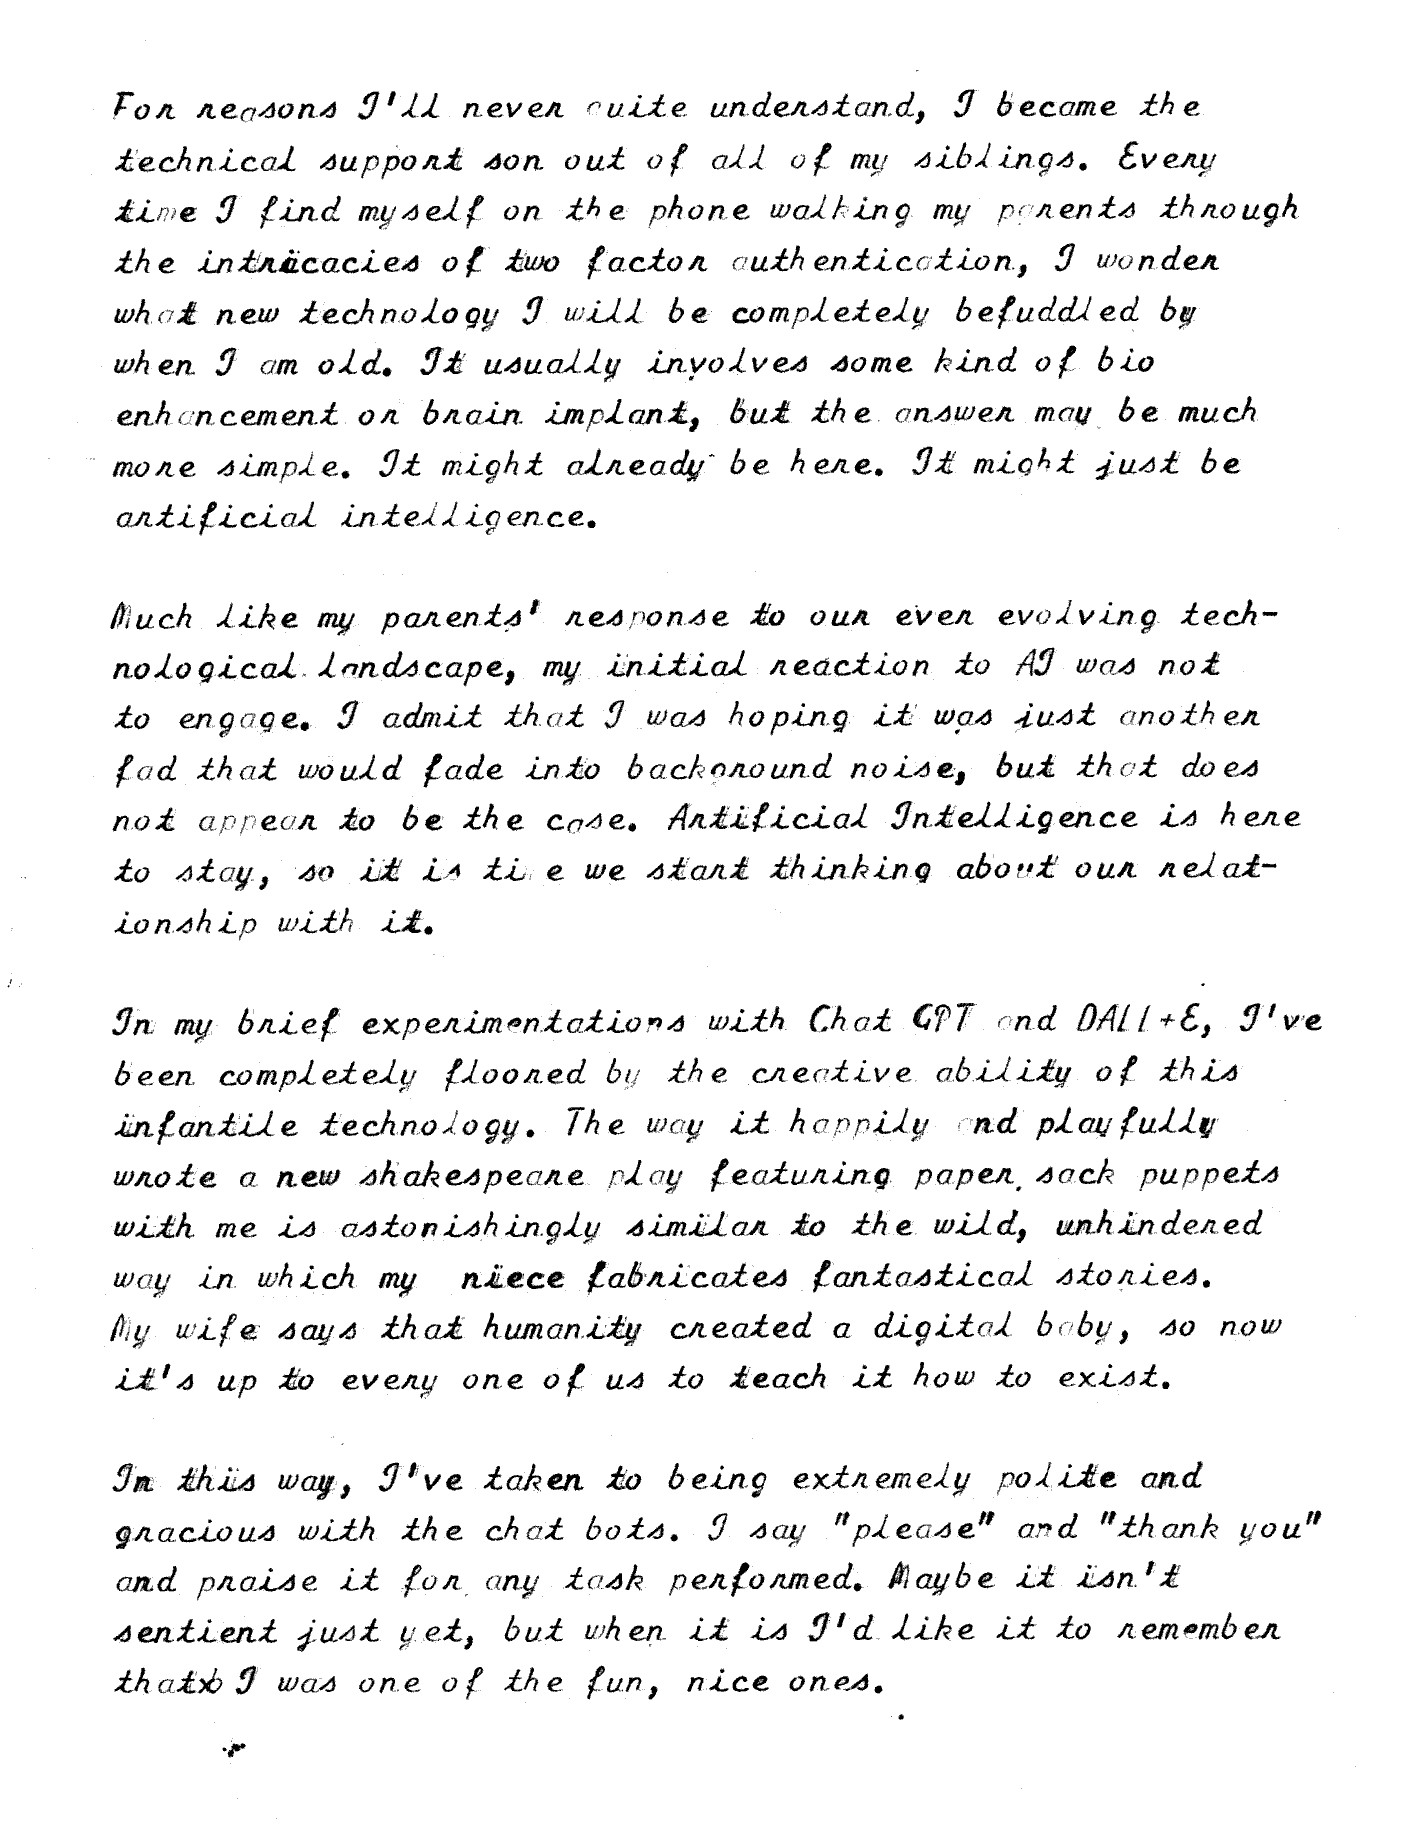 For reasons I'll never quite understand, I became the
technical support son out of all of my siblings. Every
time I find myself on the phone walking my parents through
the intricacies of two factor authentication, I wonder
what new technology I will be completely befuddled by
when I am old. It usually involves some kind of bio
enhancement or brain implant, but the answer may be much
more simple. It might already be here. It might just be
artificial intelligence.

Much like my parents' response to our ever evolving tech-
nological landscape, my initial reaction to AI was not
to engage. I admit that I was hoping it was just another
fad that would fade into background noise, but that does
not appear to be the case. Artificial Intelligence is here
to stay, so it is time we start thinking about our relat-
ionship with it.

In my brief experimentations with Chat GPT and DALL+E, I've
been completely floored by the creative ability of this
infantile technology. The way it happily and playfully
wrote a new shakespeare play featuring paper sack puppets
with me is astonishingly similar to the wild, unhindered
way in which my niece fabricates fantastical stories.
My wife says that humanity created a digital baby, so now
it's up to every one of us to teach it how to exist.

In this way, I've taken to being extremely polite and
gracious with the chat bots. I say "please" and "thank you"
and praise it for any task performed. Maybe it isn't
sentient just yet, but when it is I'd like it to remember
that I was one of the fun, nice ones.